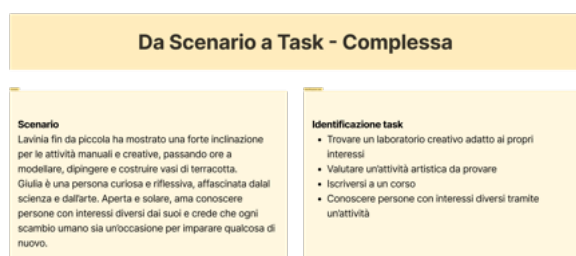 Da Scenario a Task - Complessa
Scenario
Lavinia fin da piccola ha mostrato una forte inclinazione
per le attività manuali e creative, passando ore a
modellare, dipingere e costruire vasi di terracotta.
Giulia è una persona curiosa e riflessiva, affascinata dalal
scienza e dall'arte. Aperta e solare, ama conoscere
persone con interessi diversi dai suoi e crede che ogni
scambio umano sia un'occasione per imparare qualcosa di
nuovo.
Identificazione task
• Trovare un laboratorio creativo adatto ai propri
interessi
• Valutare un'attività artistica da provare
• Iscriversi a un corso
• Conoscere persone con interessi diversi tramite
un'attività